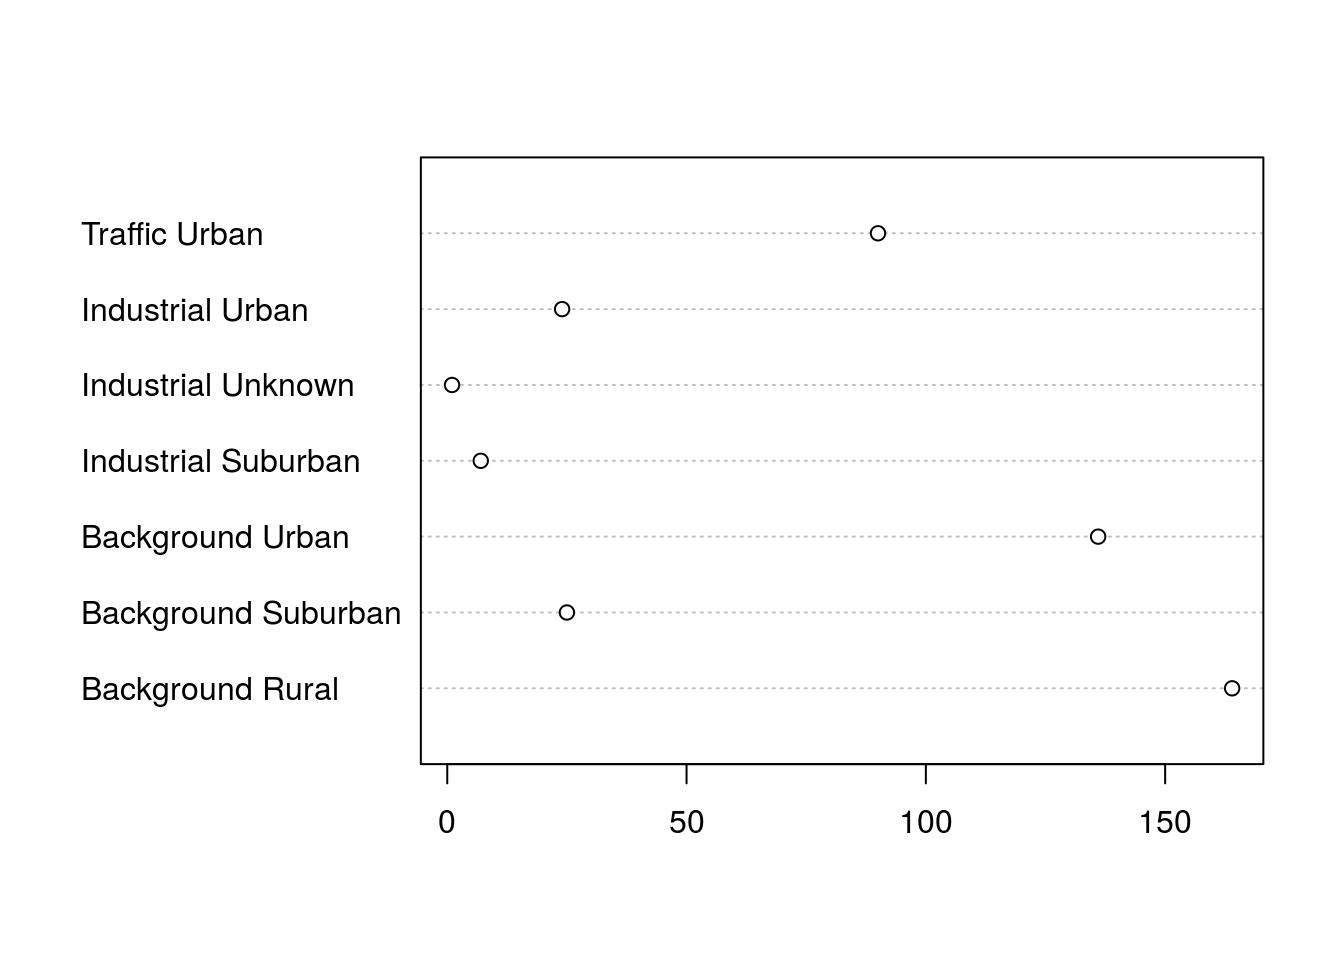 Traffic Urban
Industrial Urban
Industrial Unknown
Industrial Suburban
Background Urban
Background Suburban
Background Rural
0 50 100 150